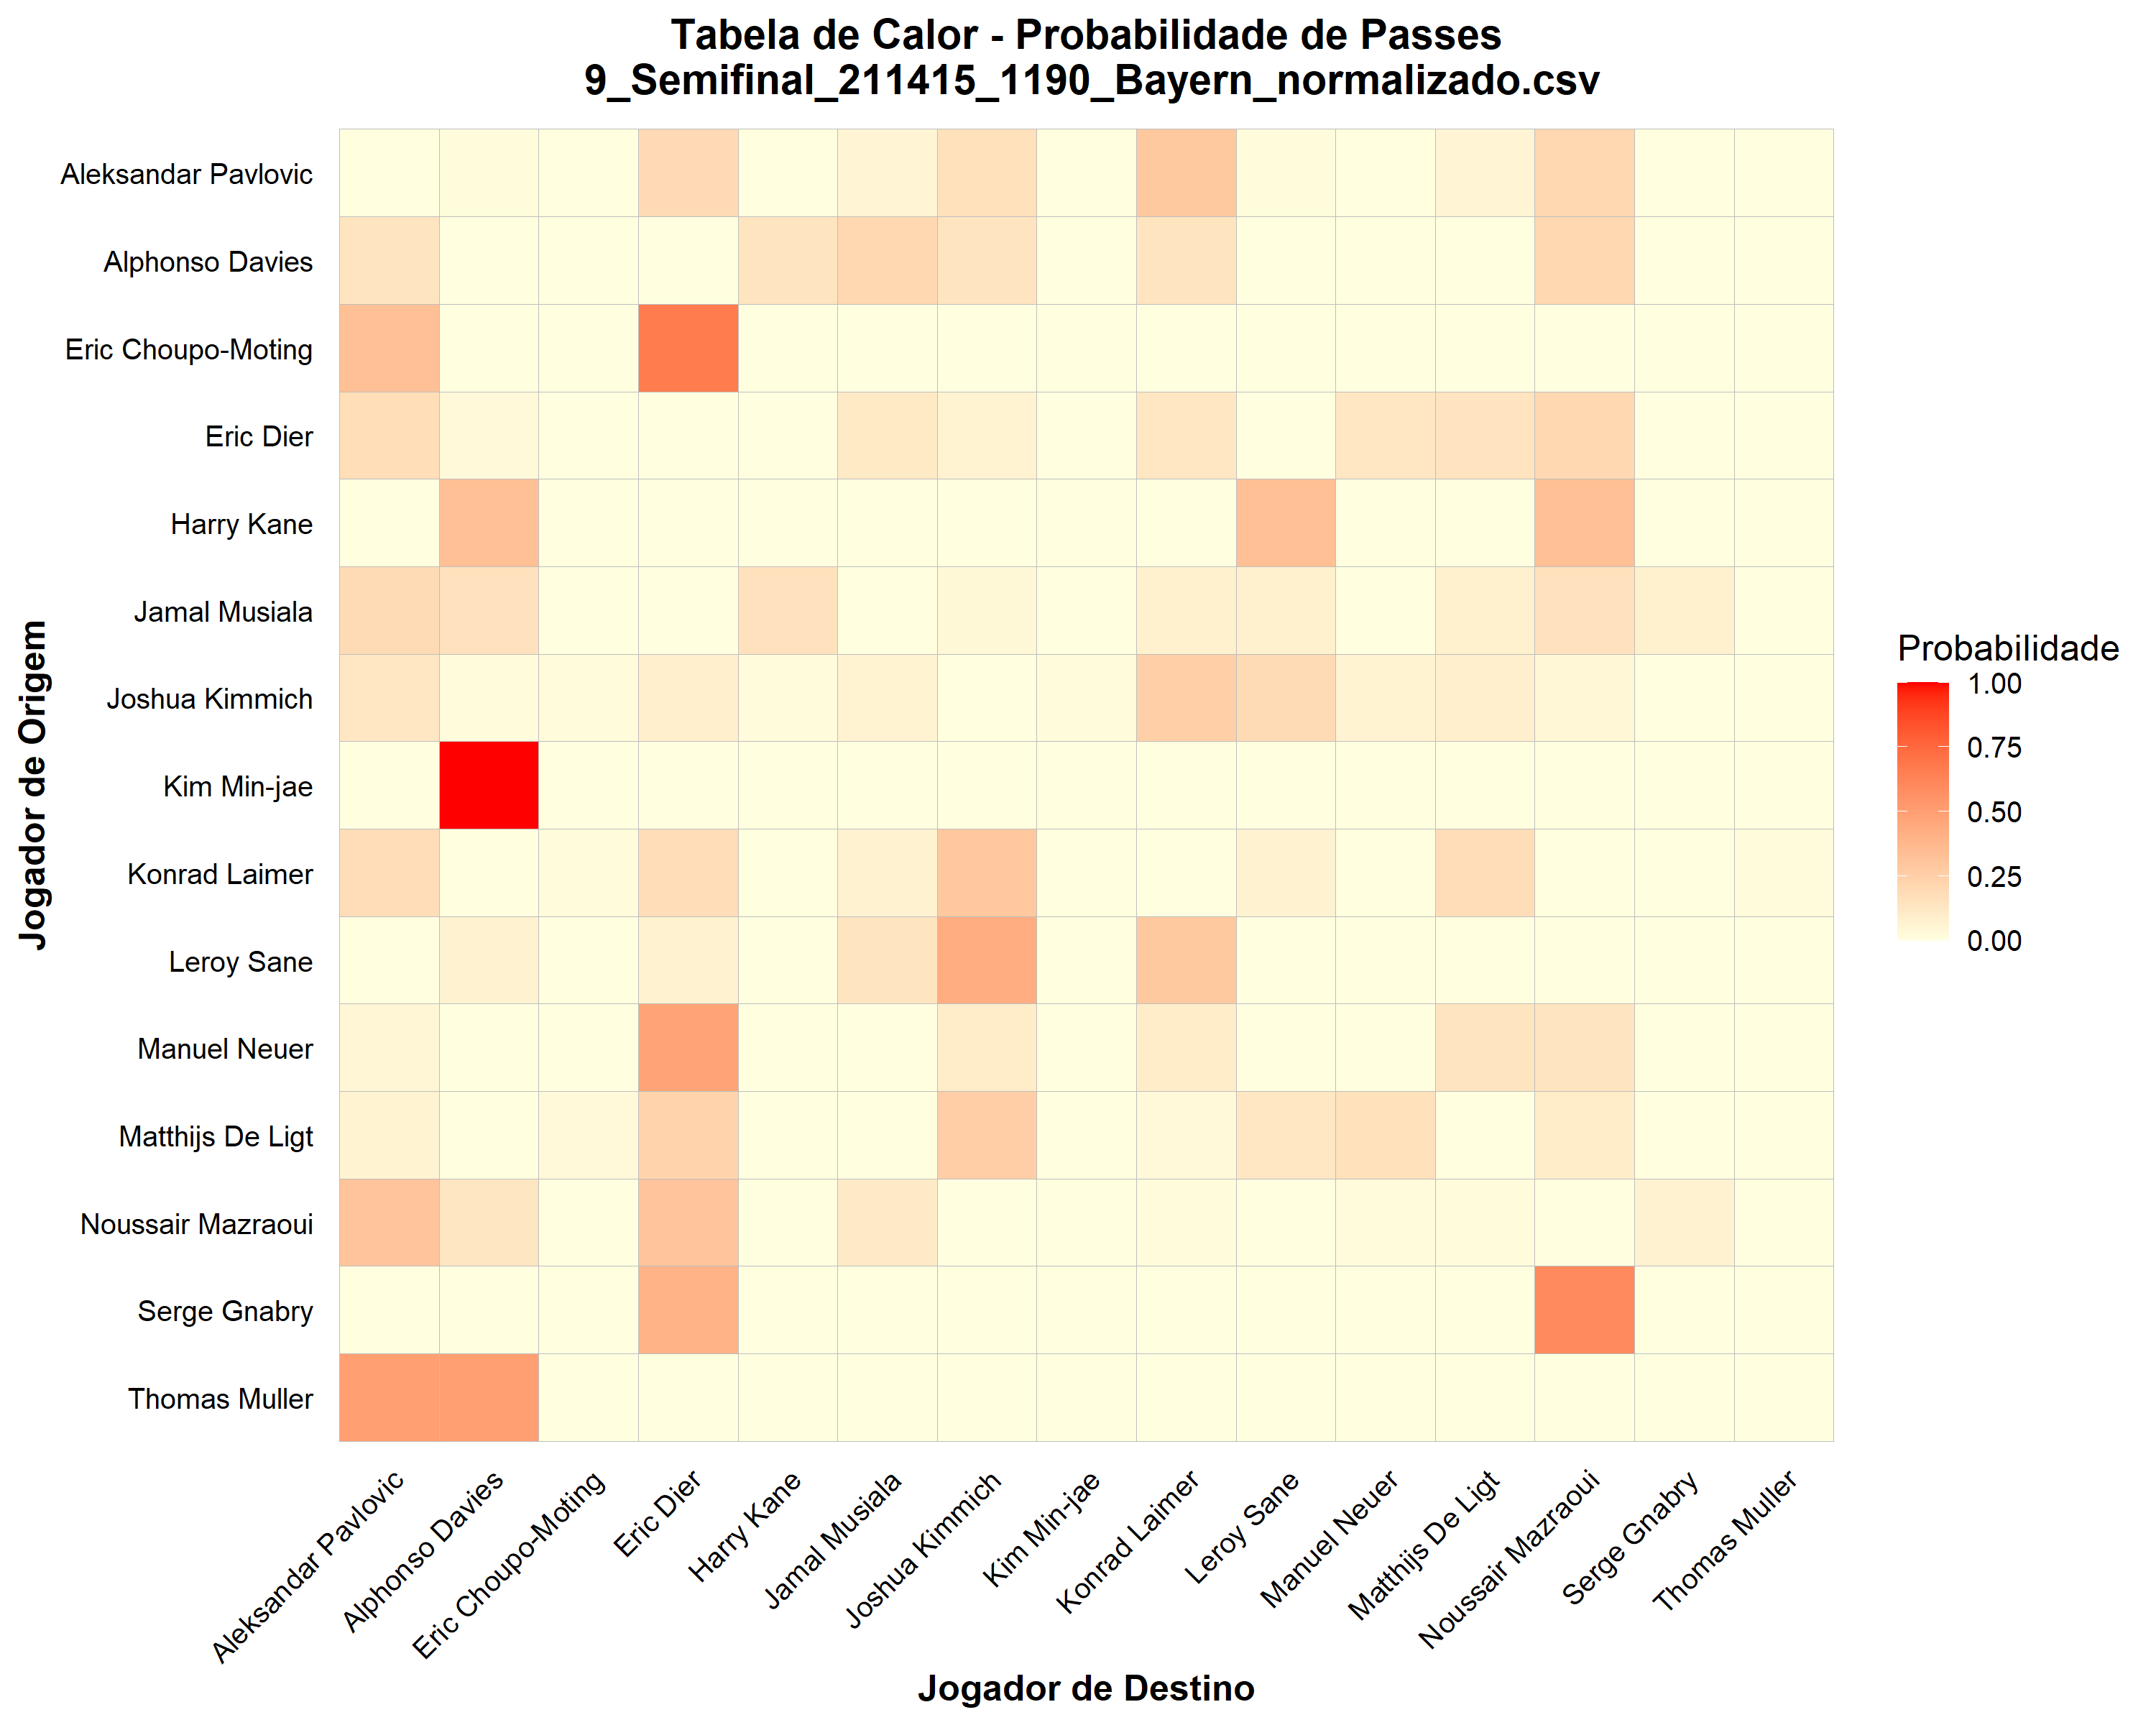 Tabela de Calor - Probabilidade de Passes
9_Semifinal_211415_1190_Bayern_normalizado.csv
Jogador de Origem
Aleksandar Pavlovic
Alphonso Davies
Eric Choupo-Moting
Eric Dier
Harry Kane
Jamal Musiala
Joshua Kimmich
Kim Min-jae
Konrad Laimer
Leroy Sane
Manuel Neuer
Matthijs De Ligt
Noussair Mazraoui
Serge Gnabry
Thomas Muller
Aleksandar Pavlovic
Alphonso Davies
Eric Choupo-Moting
Eric Dier
Harry Kane
Jamal Musiala
Joshua Kimmich
Kim Min-jae
Konrad Laimer
Leroy Sane
Manuel Neuer
Matthijs De Ligt
Noussair Mazraoui
Serge Gnabry
Thomas Muller
Jogador de Destino
Probabilidade
1.00
0.75
0.50
0.25
0.00